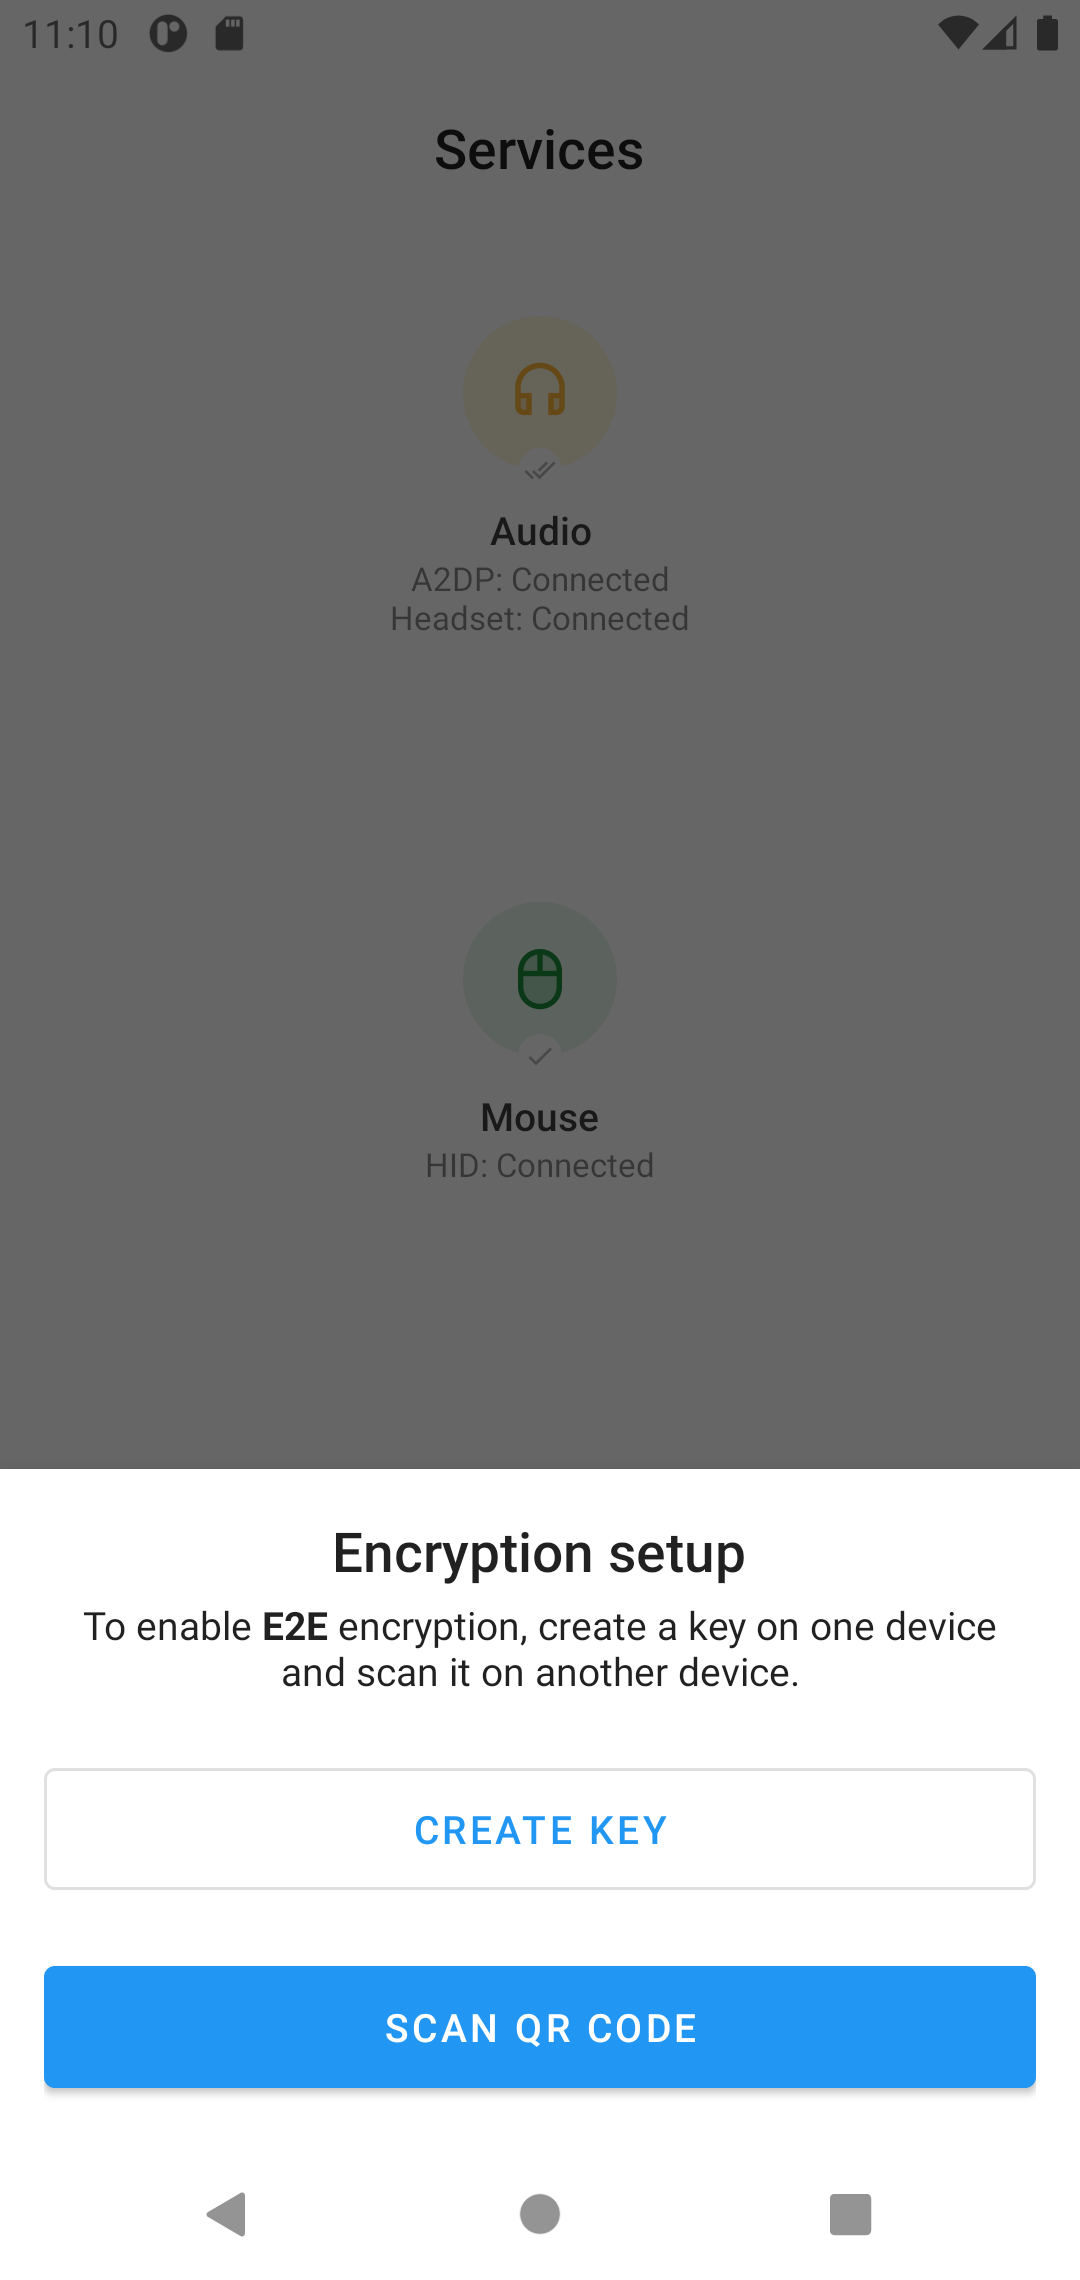 11:10
Services
Audio
A2DP: Connected
Headset: Connected
Mouse
HID: Connected
Encryption setup
To enable E2E encryption, create a key on one device
and scan it on another device.
CREATE KEY
SCAN QR CODE